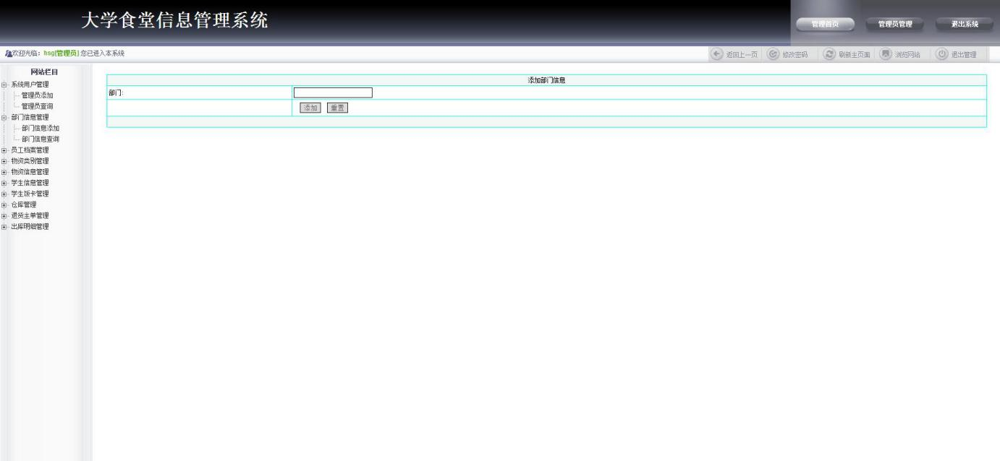 大学食堂信息管理系统
管理首页 管理员管理 退出系统
欢迎光临：hsg[管理员] 您已进入本系统
返回上一页 修改密码 刷新主页面 浏览网站 退出管理
网站栏目
系统用户管理
管理员添加
管理员查询
部门信息管理
部门信息添加
部门信息查询
员工档案管理
物资类别管理
物资信息管理
学生信息管理
学生饭卡管理
仓库管理
退货主单管理
出库明细管理
添加部门信息
部门:
添加 重置